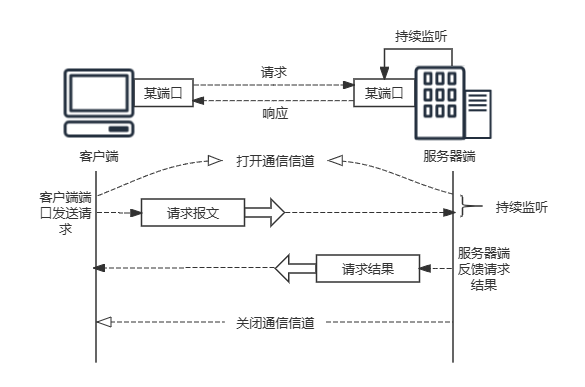 持续监听
请求
某端口
某端口
响应
客户端
服务器端
打开通信信道
客户端端
口发送请
求
请求报文
持续监听
服务器端
反馈请求
结果
请求结果
关闭通信信道